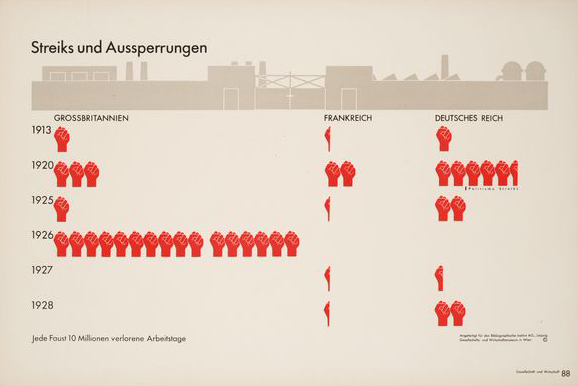 Streiks und Aussperrungen
GROSSBRITANNIEN FRANKREICH DEUTSCHES REICH
1913
1920
Politische Streiks
1925
1926
1927
1928
Jede Faust 10 Millionen verlorene Arbeitstage
Angefertigt für das Bibliographische Institut AG., Leipzig
Gesellschafts- und Wirtschaftsmuseum in Wien ©
Gesellschaft und Wirtschaft 88